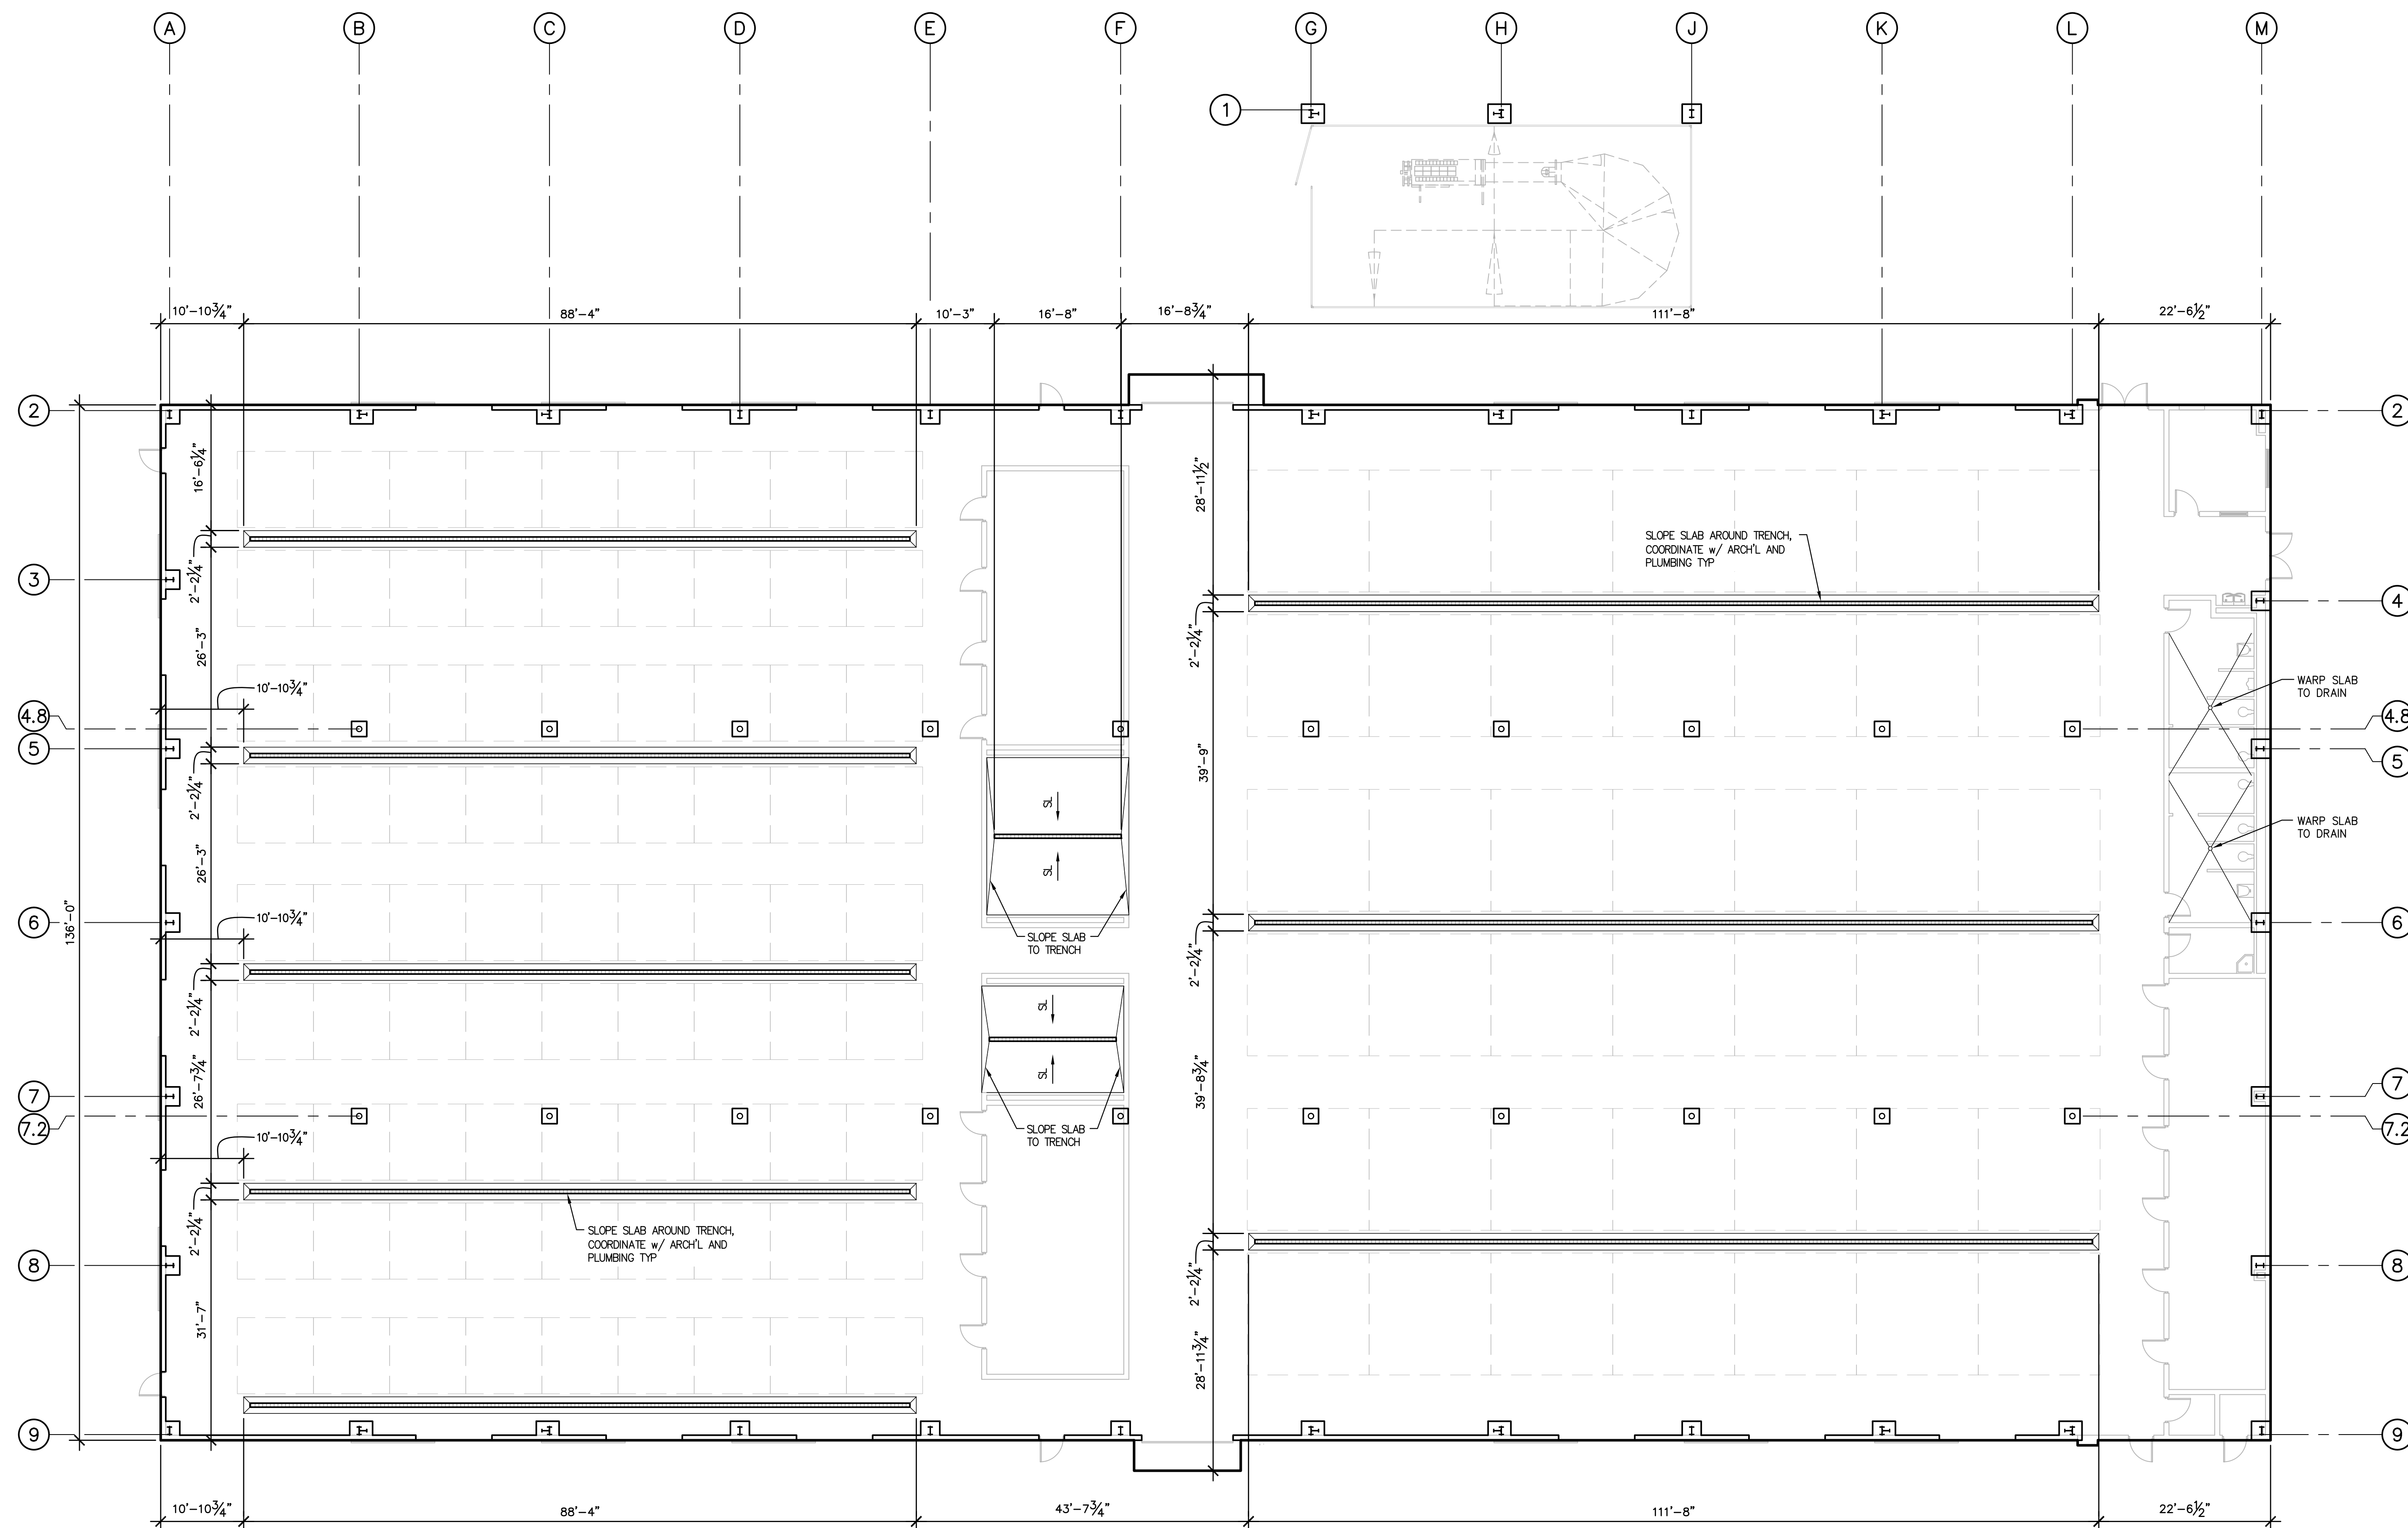 A B C D E F G H J K L M
1
10'-10¾" 88'-4" 10'-3" 16'-8" 16'-8¾" 111'-8" 22'-6½"
2 2
16'-6¼"
28'-11½"
SLOPE SLAB AROUND TRENCH,
COORDINATE w/ ARCH'L AND
PLUMBING TYP
3
2'-2¼"
4
26'-3"
2'-2¼"
10'-10¾"
WARP SLAB
TO DRAIN
4.8 4.8
5 5
39'-9"
2'-2¼"
SL
WARP SLAB
TO DRAIN
26'-3"
SL
10'-10¾"
6 6
136'-0"
SLOPE SLAB
TO TRENCH
2'-2¼"
2'-2¼"
SL
26'-7¾"
39'-8¾"
SL
7 7
7.2 7.2
SLOPE SLAB
TO TRENCH
10'-10¾"
2'-2¼"
SLOPE SLAB AROUND TRENCH,
COORDINATE w/ ARCH'L AND
PLUMBING TYP
8 8
2'-2¼"
31'-7"
28'-11¾"
9 9
10'-10¾" 88'-4" 43'-7¾" 111'-8" 22'-6½"